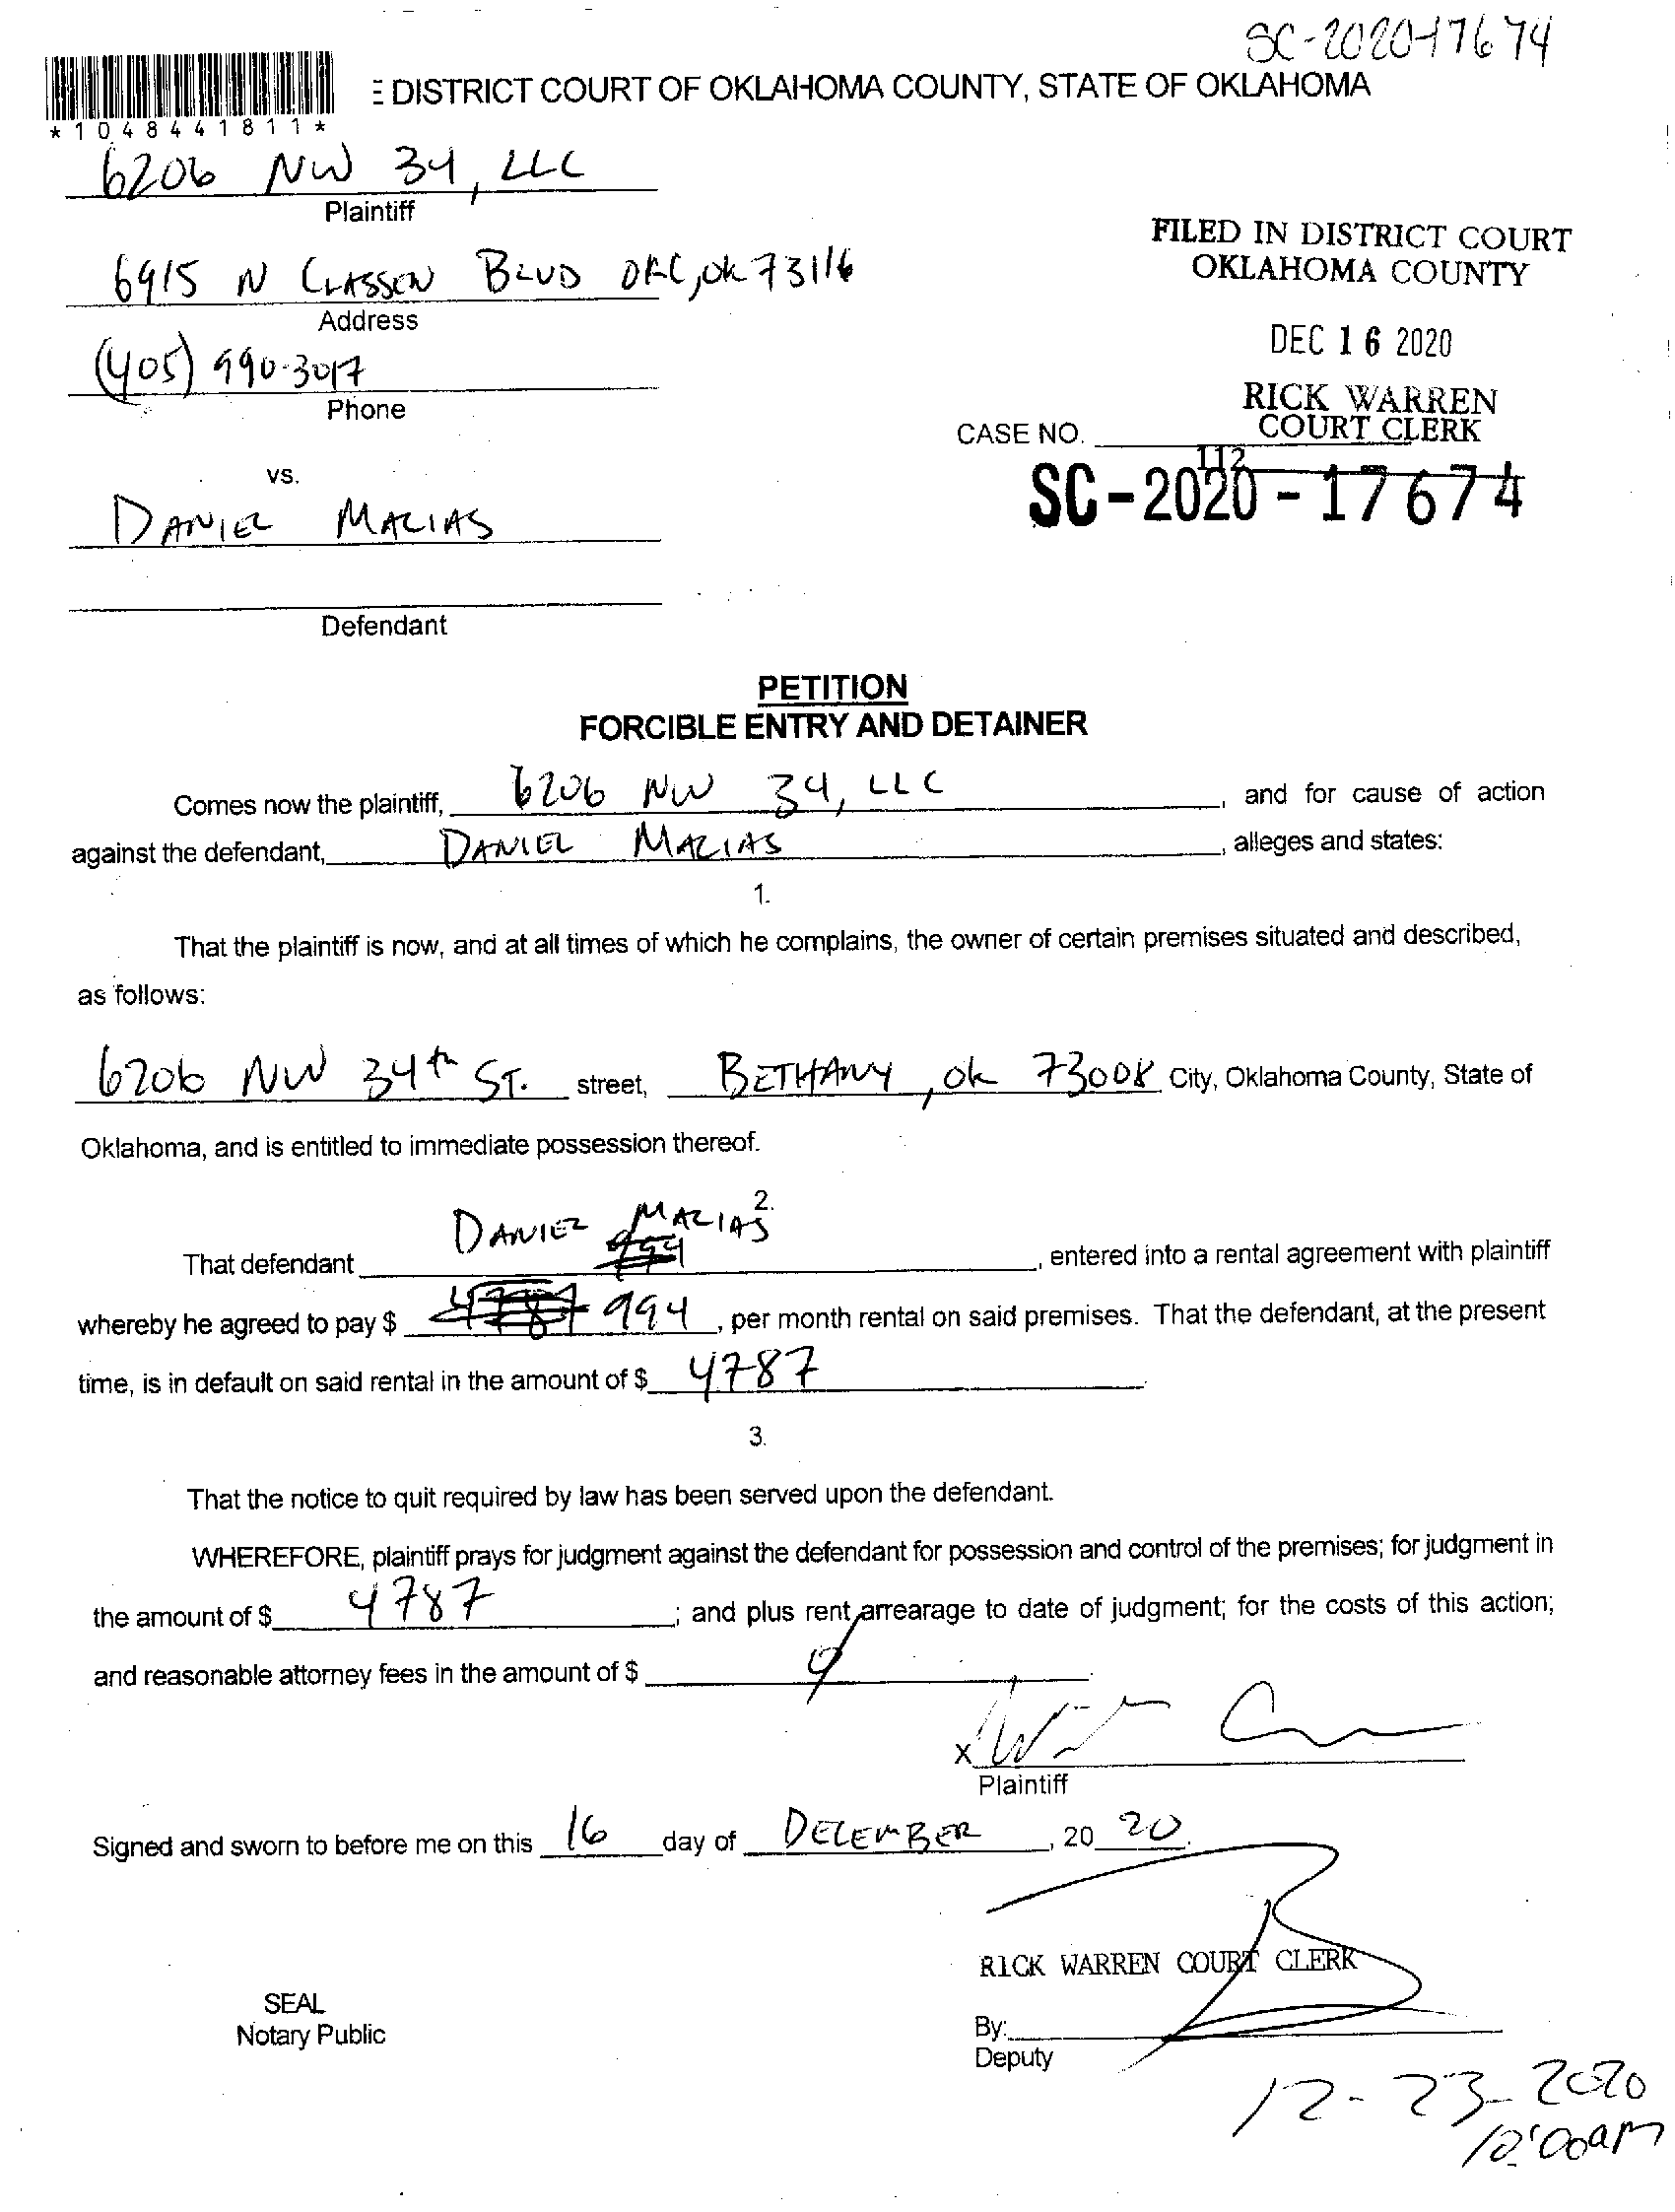 SC-2020-17674
E DISTRICT COURT OF OKLAHOMA COUNTY, STATE OF OKLAHOMA
*1048441811*
6206 NW 34, LLC
Plaintiff
6915 N CLASSEN BLVD OKC, OK 73116
Address
(405) 990-3017
Phone
FILED IN DISTRICT COURT
OKLAHOMA COUNTY
DEC 16 2020
RICK WARREN
COURT CLERK
CASE NO.
112
SC-2020-17674
vs.
DANIEL MACIAS
Defendant
PETITION
FORCIBLE ENTRY AND DETAINER
Comes now the plaintiff, 6206 NW 34, LLC, and for cause of action
against the defendant, DANIEL MACIAS, alleges and states:
1.
That the plaintiff is now, and at all times of which he complains, the owner of certain premises situated and described,
as follows:
6206 NW 34th ST. street, BETHANY, OK 73008 City, Oklahoma County, State of
Oklahoma, and is entitled to immediate possession thereof.
2.
That defendant DANIEL MACIAS, entered into a rental agreement with plaintiff
whereby he agreed to pay $ 994, per month rental on said premises. That the defendant, at the present
time, is in default on said rental in the amount of $ 4787.
3.
That the notice to quit required by law has been served upon the defendant.
WHEREFORE, plaintiff prays for judgment against the defendant for possession and control of the premises; for judgment in
the amount of $ 4787; and plus rent arrearage to date of judgment; for the costs of this action;
and reasonable attorney fees in the amount of $
x
Plaintiff
Signed and sworn to before me on this 16 day of DECEMBER, 20 20.
RICK WARREN COURT CLERK
SEAL
Notary Public
By:
Deputy
12-23-2020
10:00am